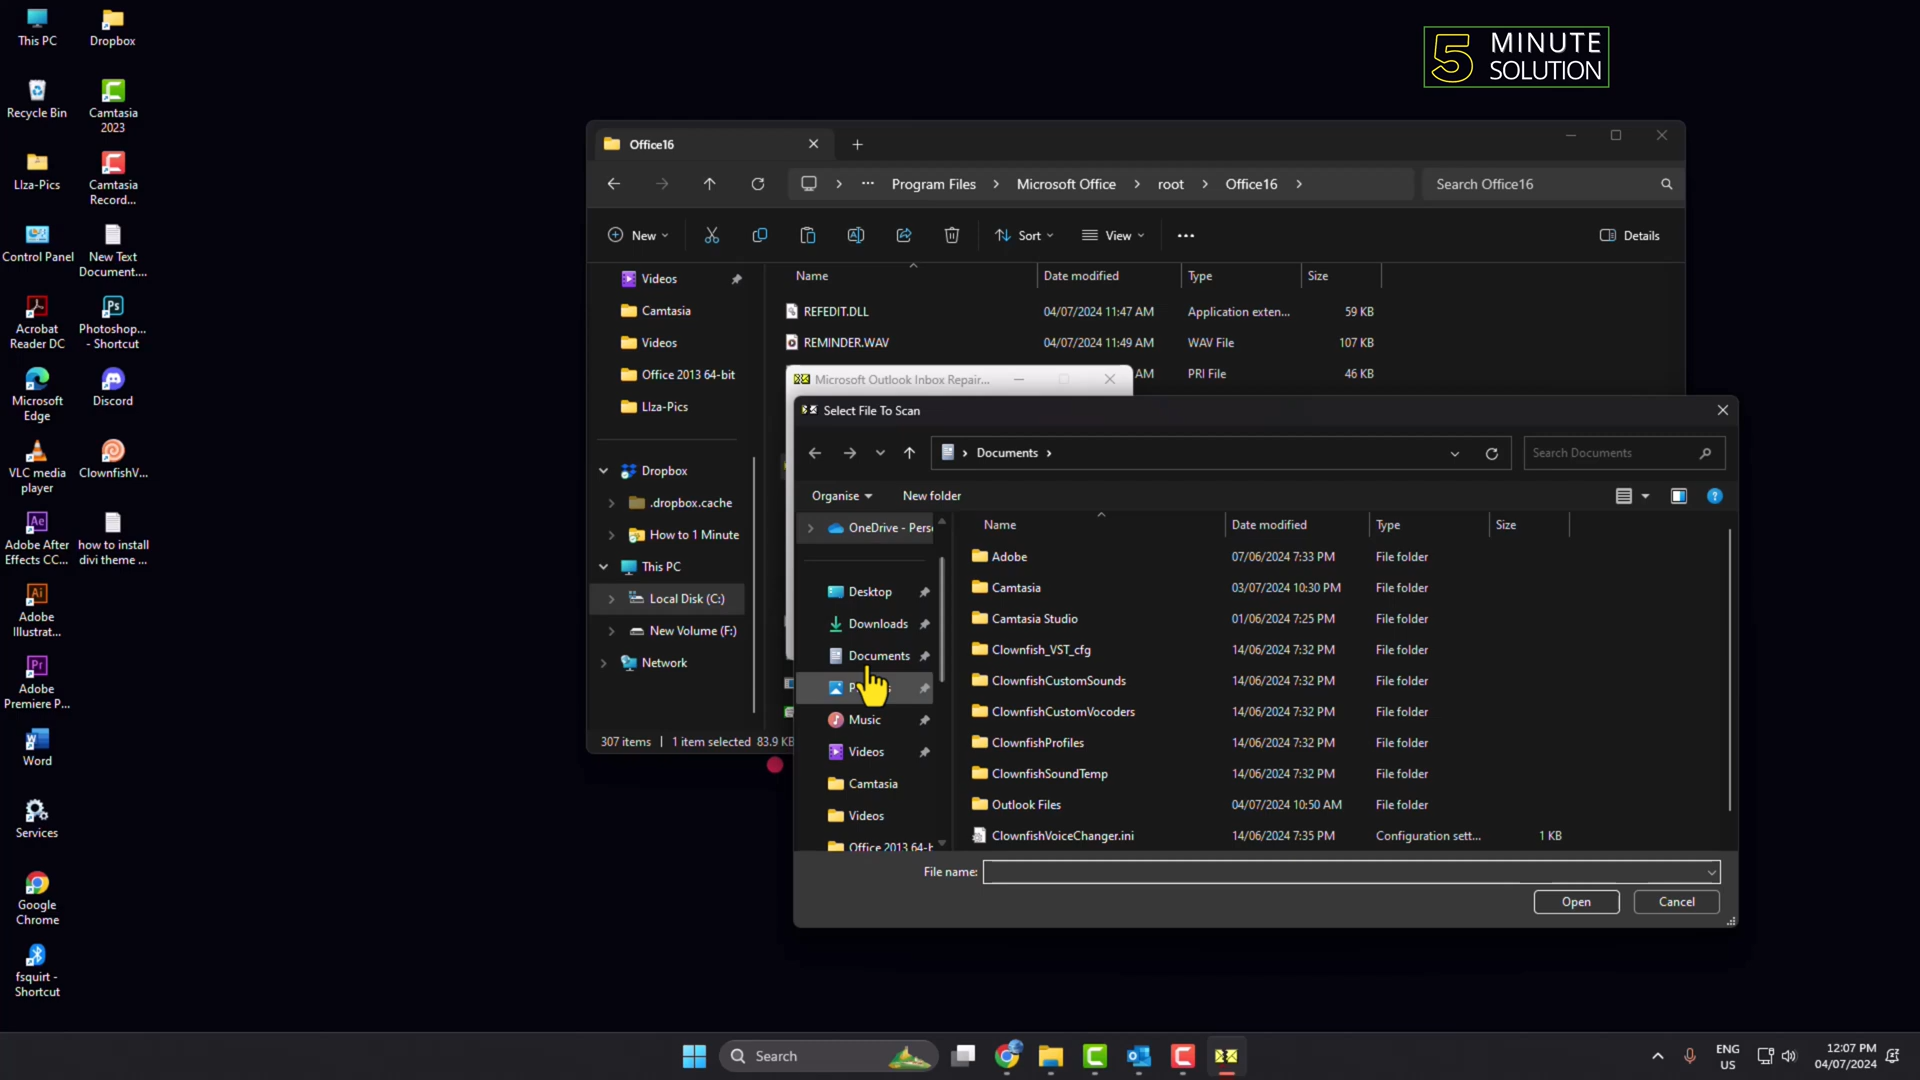 This PC
Dropbox
Recycle Bin
Camtasia
2023
Llza-Pics
Camtasia
Record...
Control Panel
New Text
Document....
Acrobat
Reader DC
Photoshop...
- Shortcut
Microsoft
Edge
Discord
VLC media
player
ClownfishV...
Adobe After
Effects CC...
how to install
divi theme ...
Adobe
Illustrat...
Adobe
Premiere P...
Word
Services
Google
Chrome
fsquirt -
Shortcut
5 MINUTE
SOLUTION
Office16
Program Files
Microsoft Office
root
Office16
Search Office16
New
Sort
View
Details
Videos
Camtasia
Videos
Office 2013 64-bit
Llza-Pics
Dropbox
.dropbox.cache
How to 1 Minute
This PC
Local Disk (C:)
New Volume (F:)
Network
Name
Date modified
Type
Size
REFEDIT.DLL 04/07/2024 11:47 AM Application exten... 59 KB
REMINDER.WAV 04/07/2024 11:49 AM WAV File 107 KB
AM PRI File 46 KB
307 items
1 item selected 83.9 KB
Microsoft Outlook Inbox Repair...
Select File To Scan
Documents
Search Documents
Organise
New folder
OneDrive - Perso
Desktop
Downloads
Documents
Music
Videos
Camtasia
Videos
Office 2013 64-b
Name
Date modified
Type
Size
Adobe 07/06/2024 7:33 PM File folder
Camtasia 03/07/2024 10:30 PM File folder
Camtasia Studio 01/06/2024 7:25 PM File folder
Clownfish_VST_cfg 14/06/2024 7:32 PM File folder
ClownfishCustomSounds 14/06/2024 7:32 PM File folder
ClownfishCustomVocoders 14/06/2024 7:32 PM File folder
ClownfishProfiles 14/06/2024 7:32 PM File folder
ClownfishSoundTemp 14/06/2024 7:32 PM File folder
Outlook Files 04/07/2024 10:50 AM File folder
ClownfishVoiceChanger.ini 14/06/2024 7:35 PM Configuration sett... 1 KB
File name:
Open
Cancel
Search
ENG
US
12:07 PM
04/07/2024